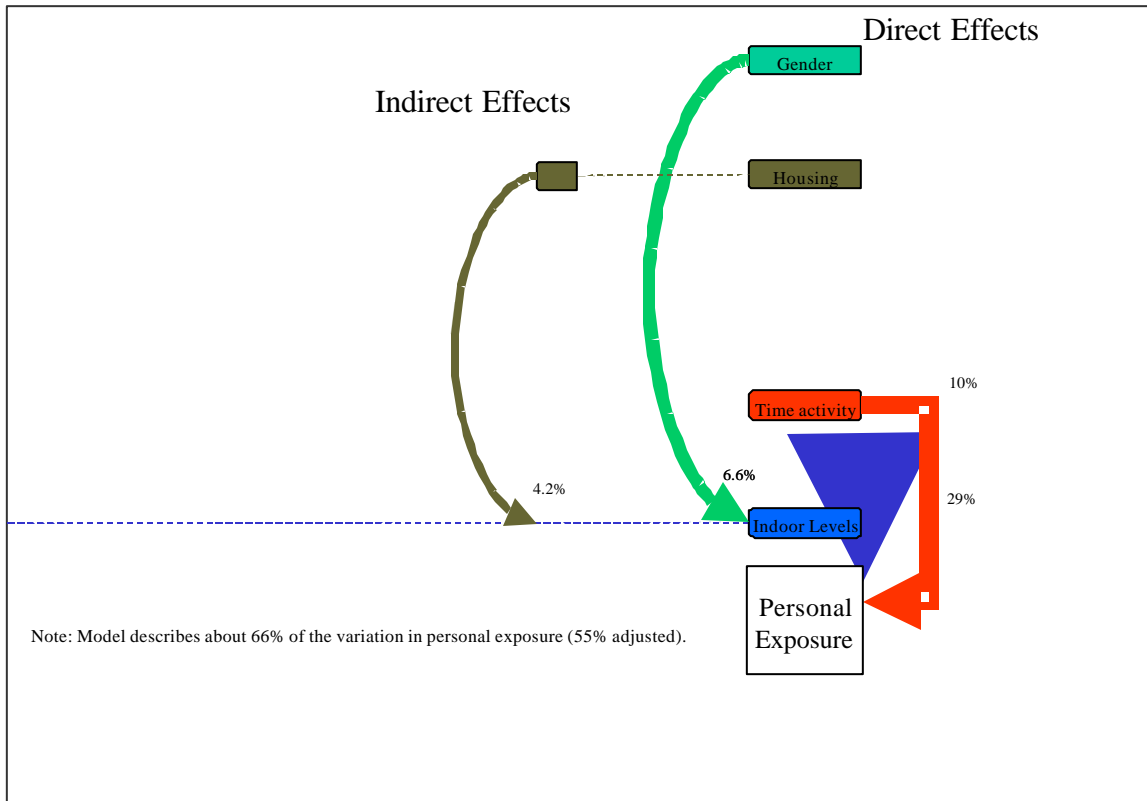 Direct Effects
Gender
Indirect Effects
Housing
10%
Time activity
6.6%
4.2%
29%
Indoor Levels
Personal
Exposure
Note: Model describes about 66% of the variation in personal exposure (55% adjusted).